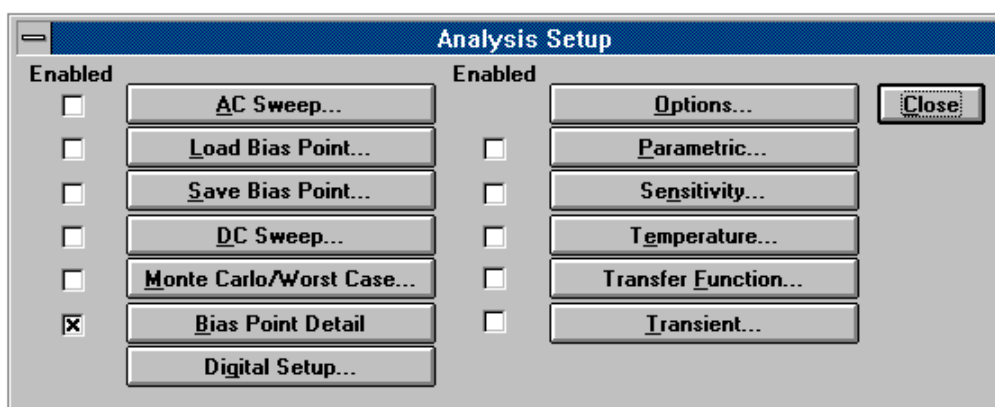 Analysis Setup
Enabled
AC Sweep...
Load Bias Point...
Save Bias Point...
DC Sweep...
Monte Carlo/Worst Case...
Bias Point Detail
Digital Setup...
Enabled
Options...
Parametric...
Sensitivity...
Temperature...
Transfer Function...
Transient...
Close